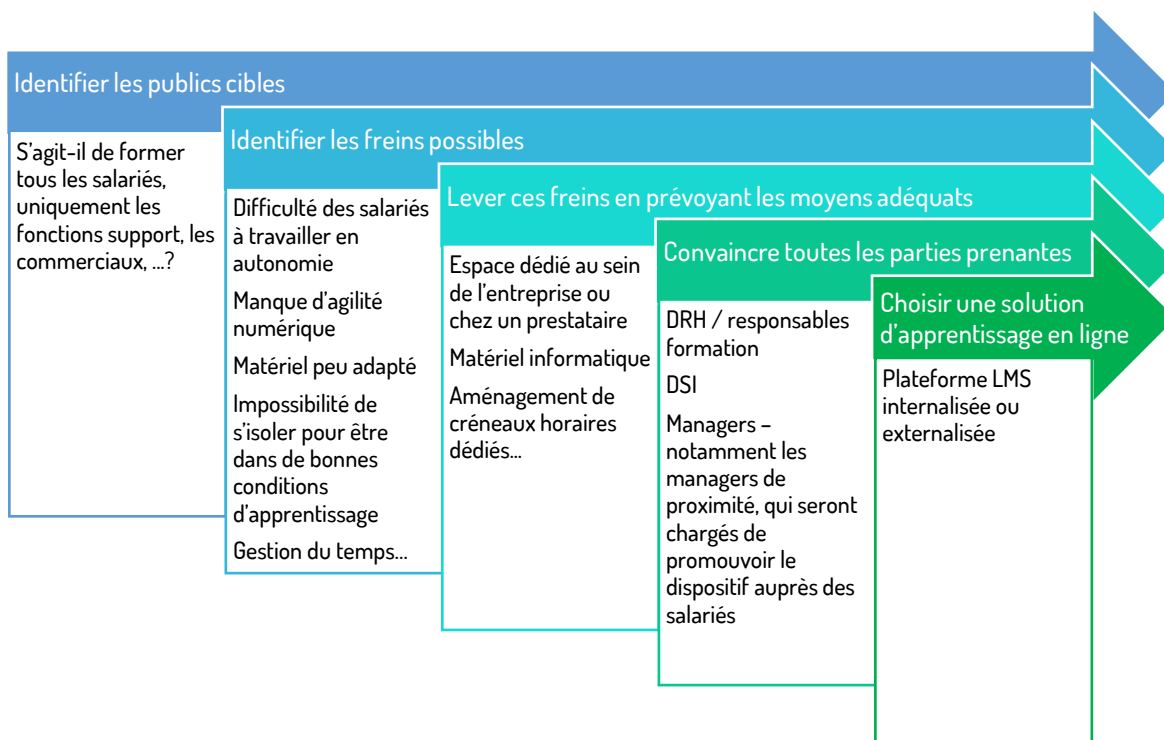 Identifier les publics cibles
S’agit-il de former
tous les salariés,
uniquement les
fonctions support, les
commerciaux, …?
Identifier les freins possibles
Difficulté des salariés
à travailler en
autonomie
Manque d’agilité
numérique
Matériel peu adapté
Impossibilité de
s’isoler pour être
dans de bonnes
conditions
d’apprentissage
Gestion du temps…
Lever ces freins en prévoyant les moyens adéquats
Espace dédié au sein
de l’entreprise ou
chez un prestataire
Matériel informatique
Aménagement de
créneaux horaires
dédiés…
Convaincre toutes les parties prenantes
DRH / responsables
formation
DSI
Managers –
notamment les
managers de
proximité, qui seront
chargés de
promouvoir le
dispositif auprès des
salariés
Choisir une solution
d’apprentissage en ligne
Plateforme LMS
internalisée ou
externalisée